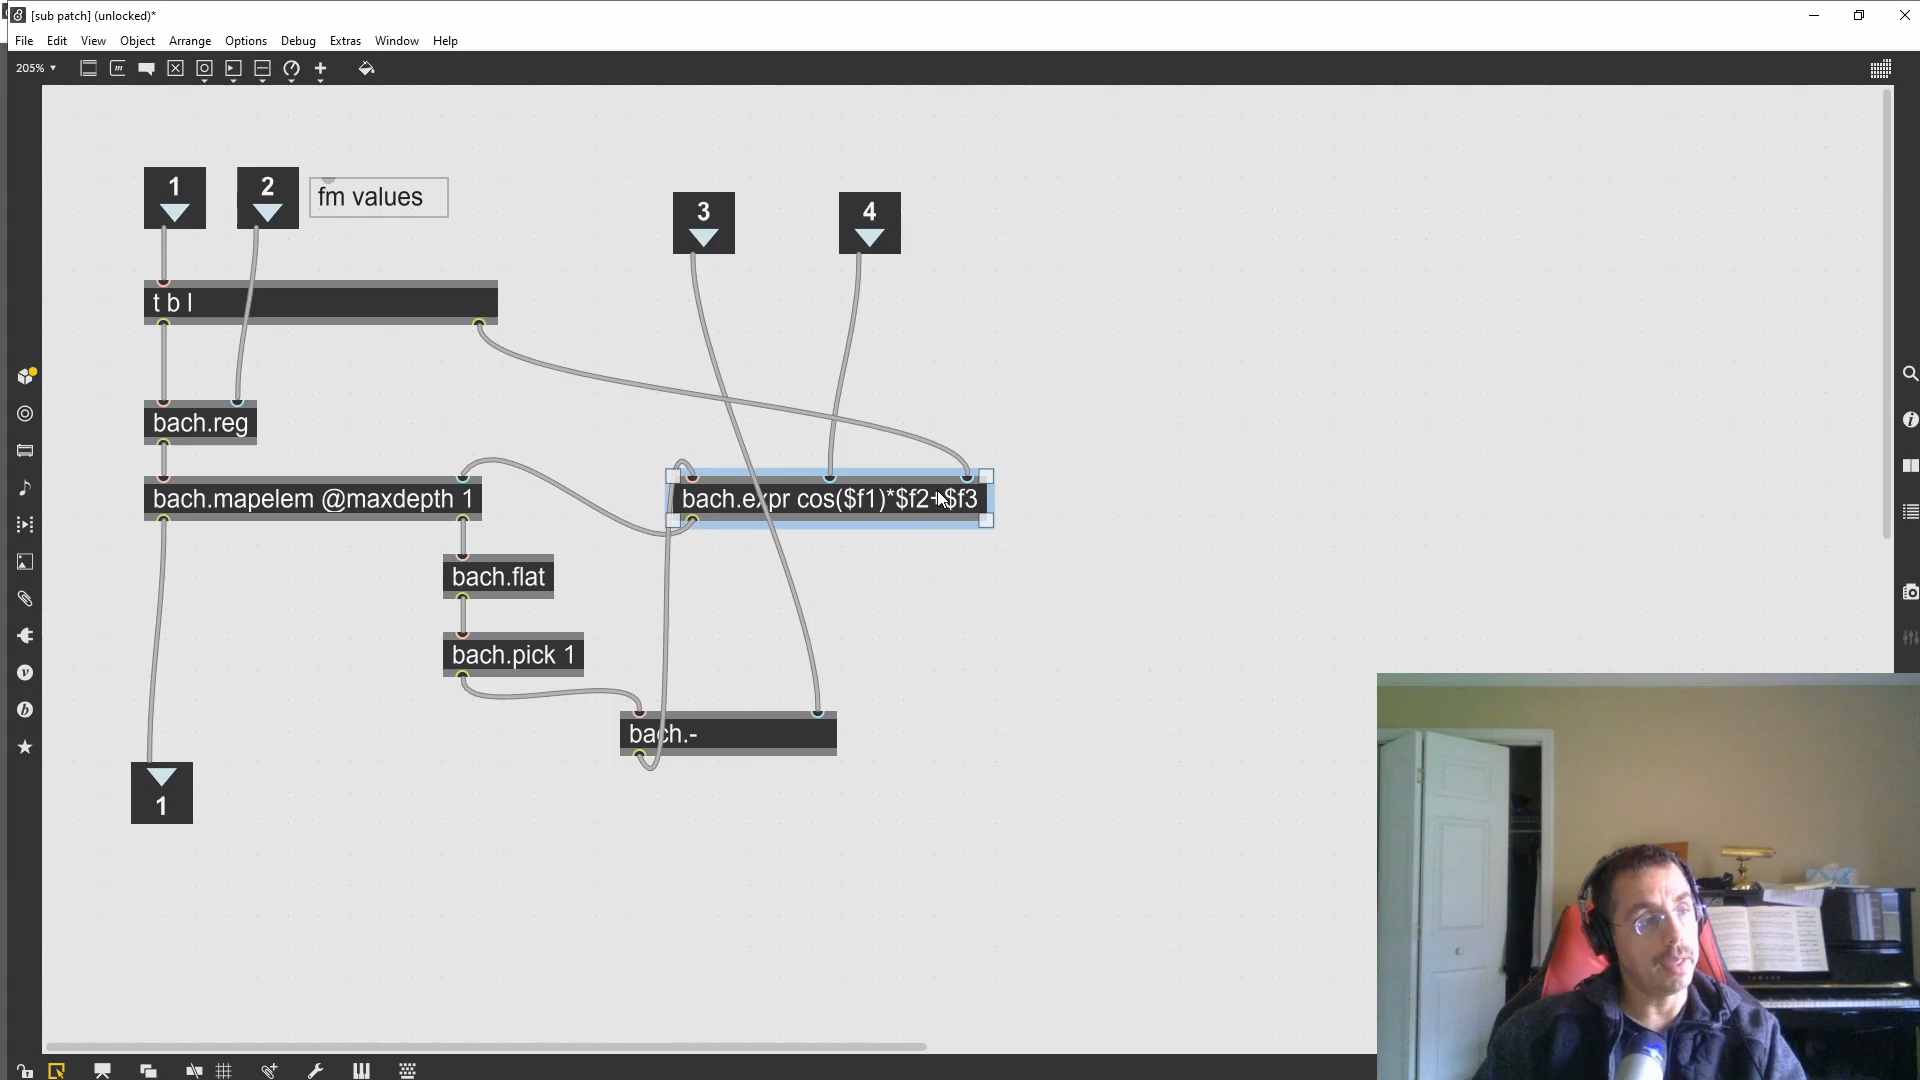 [sub patch] (unlocked)*
File Edit View Object Arrange Options Debug Extras Window Help
205%
1
2
fm values
3
4
t b l
bach.reg
bach.mapelem @maxdepth 1
bach.expr cos($f1)*$f2+$f3
bach.flat
bach.pick 1
bach.-
1